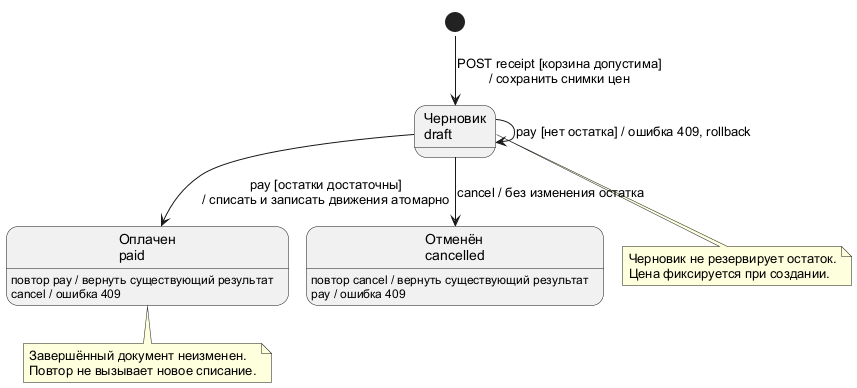 POST receipt [корзина допустима]
/ сохранить снимки цен
Черновик
draft
pay [нет остатка] / ошибка 409, rollback
pay [остатки достаточны]
/ списать и записать движения атомарно
cancel / без изменения остатка
Оплачен
paid
повтор pay / вернуть существующий результат
cancel / ошибка 409
Отменён
cancelled
повтор cancel / вернуть существующий результат
pay / ошибка 409
Черновик не резервирует остаток.
Цена фиксируется при создании.
Завершённый документ неизменен.
Повтор не вызывает новое списание.